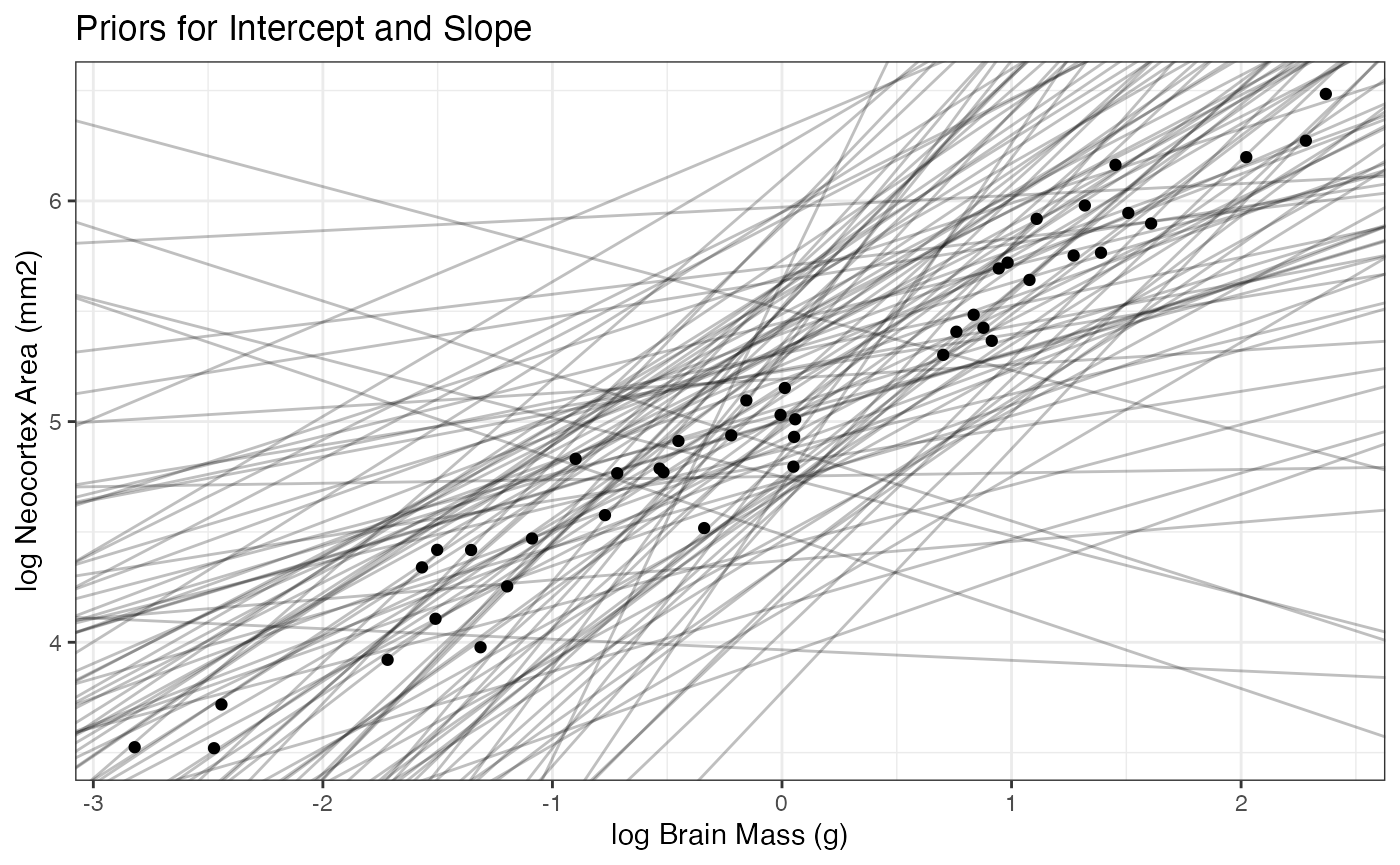 Priors for Intercept and Slope
log Neocortex Area (mm2)
6
5
4
-3 -2 -1 0 1 2
log Brain Mass (g)